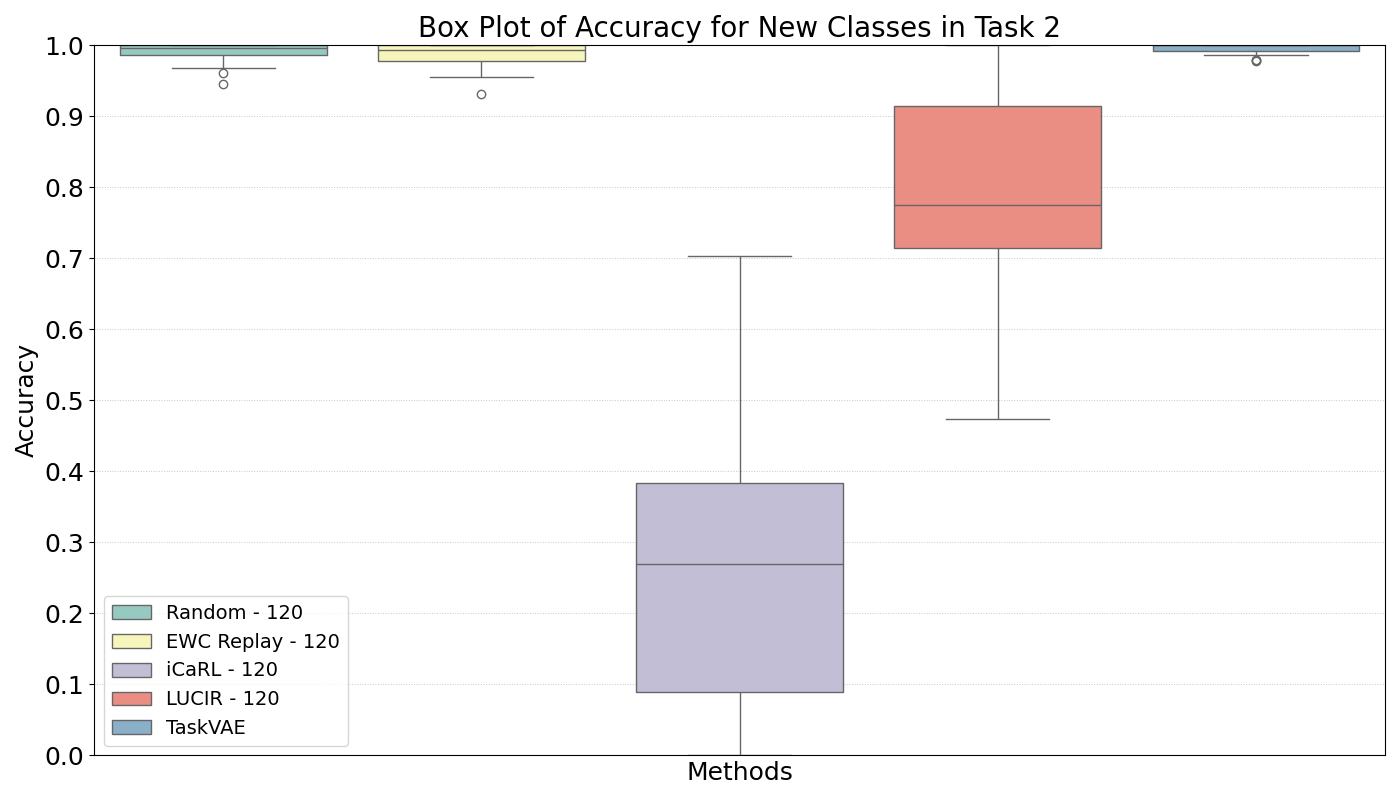 Box Plot of Accuracy for New Classes in Task 2
1.0
0.9
0.8
0.7
0.6
0.5
0.4
0.3
0.2
0.1
0.0
Accuracy
Random - 120
EWC Replay - 120
iCaRL - 120
LUCIR - 120
TaskVAE
Methods